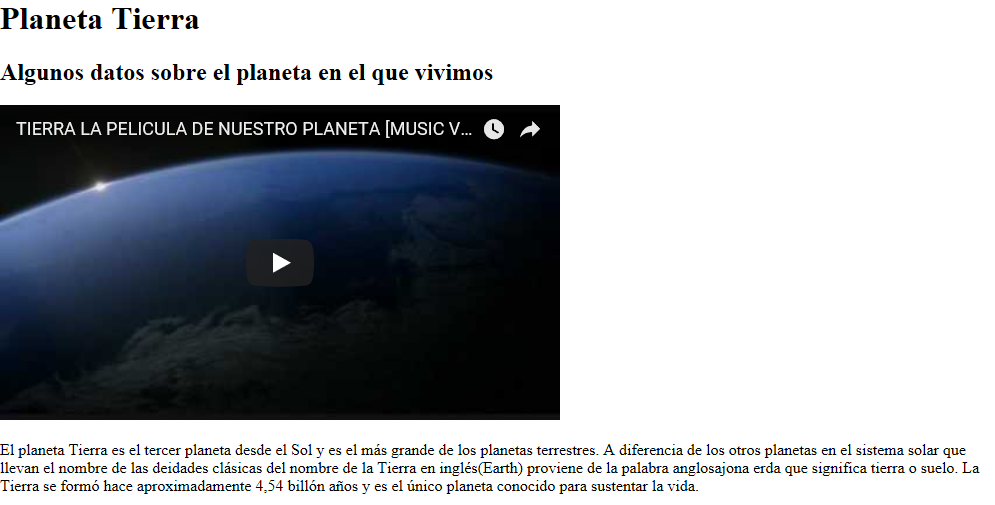 Planeta Tierra
Algunos datos sobre el planeta en el que vivimos
TIERRA LA PELICULA DE NUESTRO PLANETA [MUSIC V...
El planeta Tierra es el tercer planeta desde el Sol y es el más grande de los planetas terrestres. A diferencia de los otros planetas en el sistema solar que
llevan el nombre de las deidades clásicas del nombre de la Tierra en inglés(Earth) proviene de la palabra anglosajona erda que significa tierra o suelo. La
Tierra se formó hace aproximadamente 4,54 billón años y es el único planeta conocido para sustentar la vida.